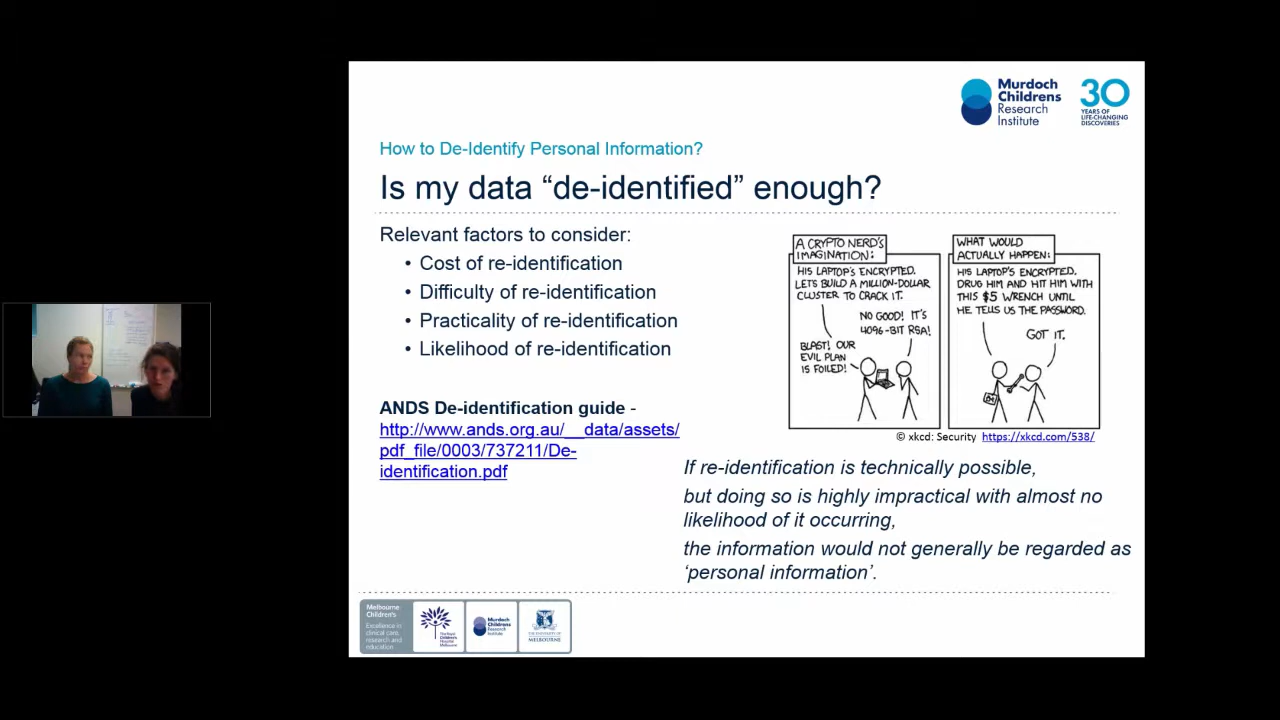 Murdoch
Childrens
Research
Institute
30
YEARS OF
LIFE-CHANGING
DISCOVERIES
How to De-Identify Personal Information?
Is my data “de-identified” enough?
Relevant factors to consider:
• Cost of re-identification
• Difficulty of re-identification
• Practicality of re-identification
• Likelihood of re-identification
ANDS De-identification guide -
http://www.ands.org.au/__data/assets/
pdf_file/0003/737211/De-
identification.pdf
A CRYPTO NERD'S
IMAGINATION:
HIS LAPTOP'S ENCRYPTED.
LET'S BUILD A MILLION-DOLLAR
CLUSTER TO CRACK IT.
NO GOOD! IT'S
4096-BIT RSA!
BLAST! OUR
EVIL PLAN
IS FOILED!
WHAT WOULD
ACTUALLY HAPPEN:
HIS LAPTOP'S ENCRYPTED.
DRUG HIM AND HIT HIM WITH
THIS $5 WRENCH UNTIL
HE TELLS US THE PASSWORD.
GOT IT.
© xkcd: Security https://xkcd.com/538/
If re-identification is technically possible,
but doing so is highly impractical with almost no
likelihood of it occurring,
the information would not generally be regarded as
‘personal information’.
Melbourne
Children's
Excellence in
clinical care,
research and
education
The Royal
Children's
Hospital
Melbourne
Murdoch
Childrens
Research
Institute
THE UNIVERSITY OF
MELBOURNE